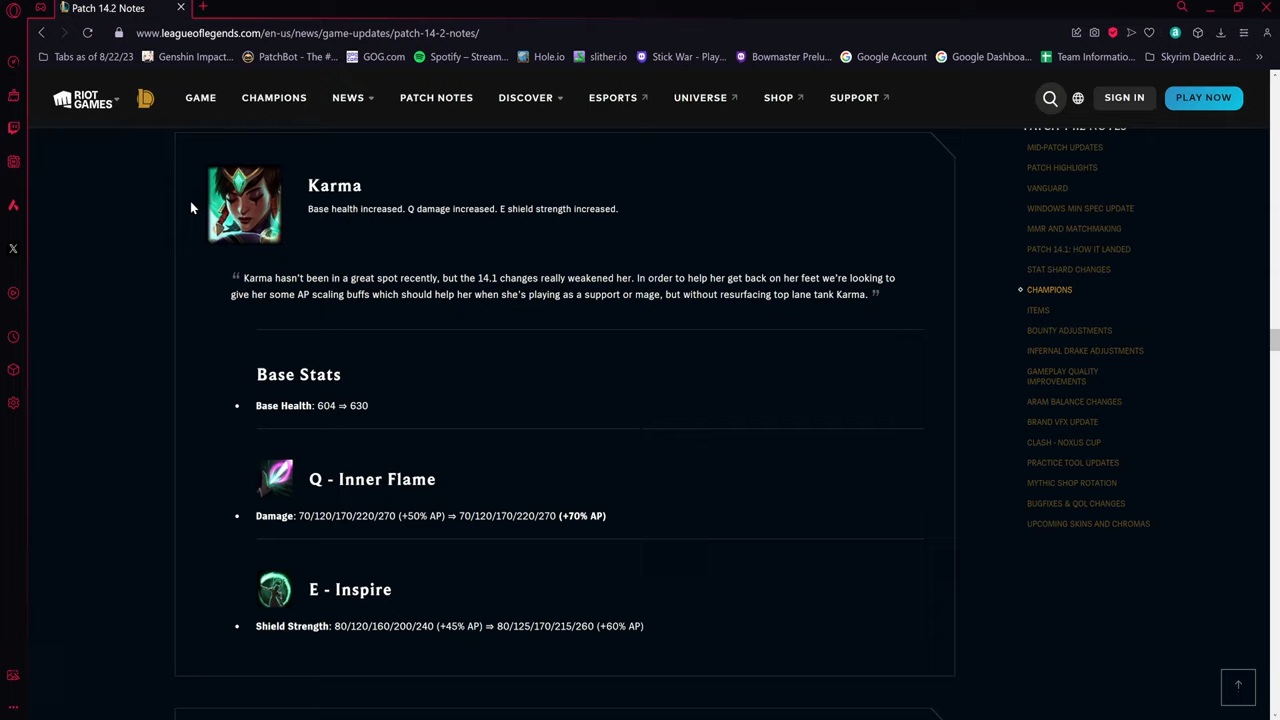 Patch 14.2 Notes
www.leagueoflegends.com/en-us/news/game-updates/patch-14-2-notes/
Tabs as of 8/22/23 Genshin Impact... PatchBot - The #... GOG.com Spotify – Stream... Hole.io slither.io Stick War - Play... Bowmaster Prelu... Google Account Google Dashboa... Team Informatio... Skyrim Daedric ar...
RIOT GAMES GAME CHAMPIONS NEWS PATCH NOTES DISCOVER ESPORTS UNIVERSE SHOP SUPPORT SIGN IN PLAY NOW
Karma
Base health increased. Q damage increased. E shield strength increased.
" Karma hasn't been in a great spot recently, but the 14.1 changes really weakened her. In order to help her get back on her feet we're looking to
give her some AP scaling buffs which should help her when she's playing as a support or mage, but without resurfacing top lane tank Karma. "
Base Stats
• Base Health: 604 ⇒ 630
Q - Inner Flame
• Damage: 70/120/170/220/270 (+50% AP) ⇒ 70/120/170/220/270 (+70% AP)
E - Inspire
• Shield Strength: 80/120/160/200/240 (+45% AP) ⇒ 80/125/170/215/260 (+60% AP)
MID-PATCH UPDATES
PATCH HIGHLIGHTS
VANGUARD
WINDOWS MIN SPEC UPDATE
MMR AND MATCHMAKING
PATCH 14.1: HOW IT LANDED
STAT SHARD CHANGES
CHAMPIONS
ITEMS
BOUNTY ADJUSTMENTS
INFERNAL DRAKE ADJUSTMENTS
GAMEPLAY QUALITY
IMPROVEMENTS
ARAM BALANCE CHANGES
BRAND VFX UPDATE
CLASH - NOXUS CUP
PRACTICE TOOL UPDATES
MYTHIC SHOP ROTATION
BUGFIXES & QOL CHANGES
UPCOMING SKINS AND CHROMAS